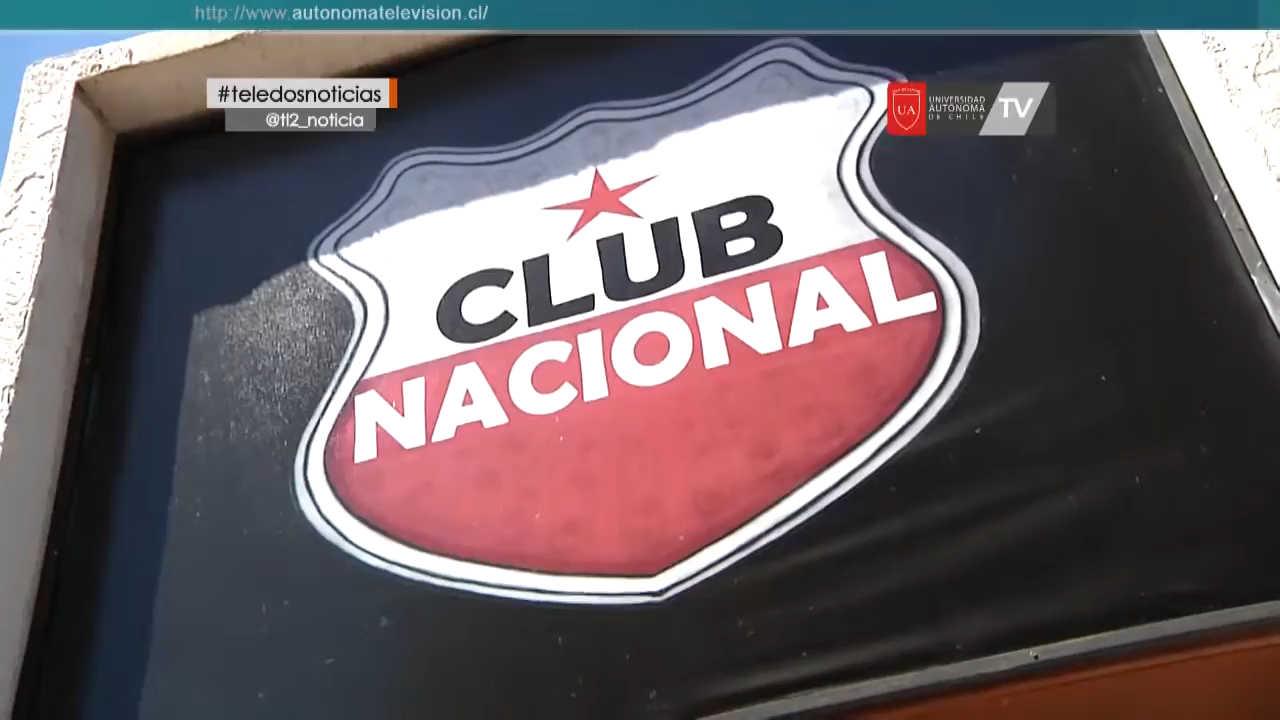 http://www.autonomatelevision.cl/
#teledosnoticias
@tl2_noticia
UA
UNIVERSIDAD
AUTÓNOMA
DE CHILE
TV
CLUB
NACIONAL